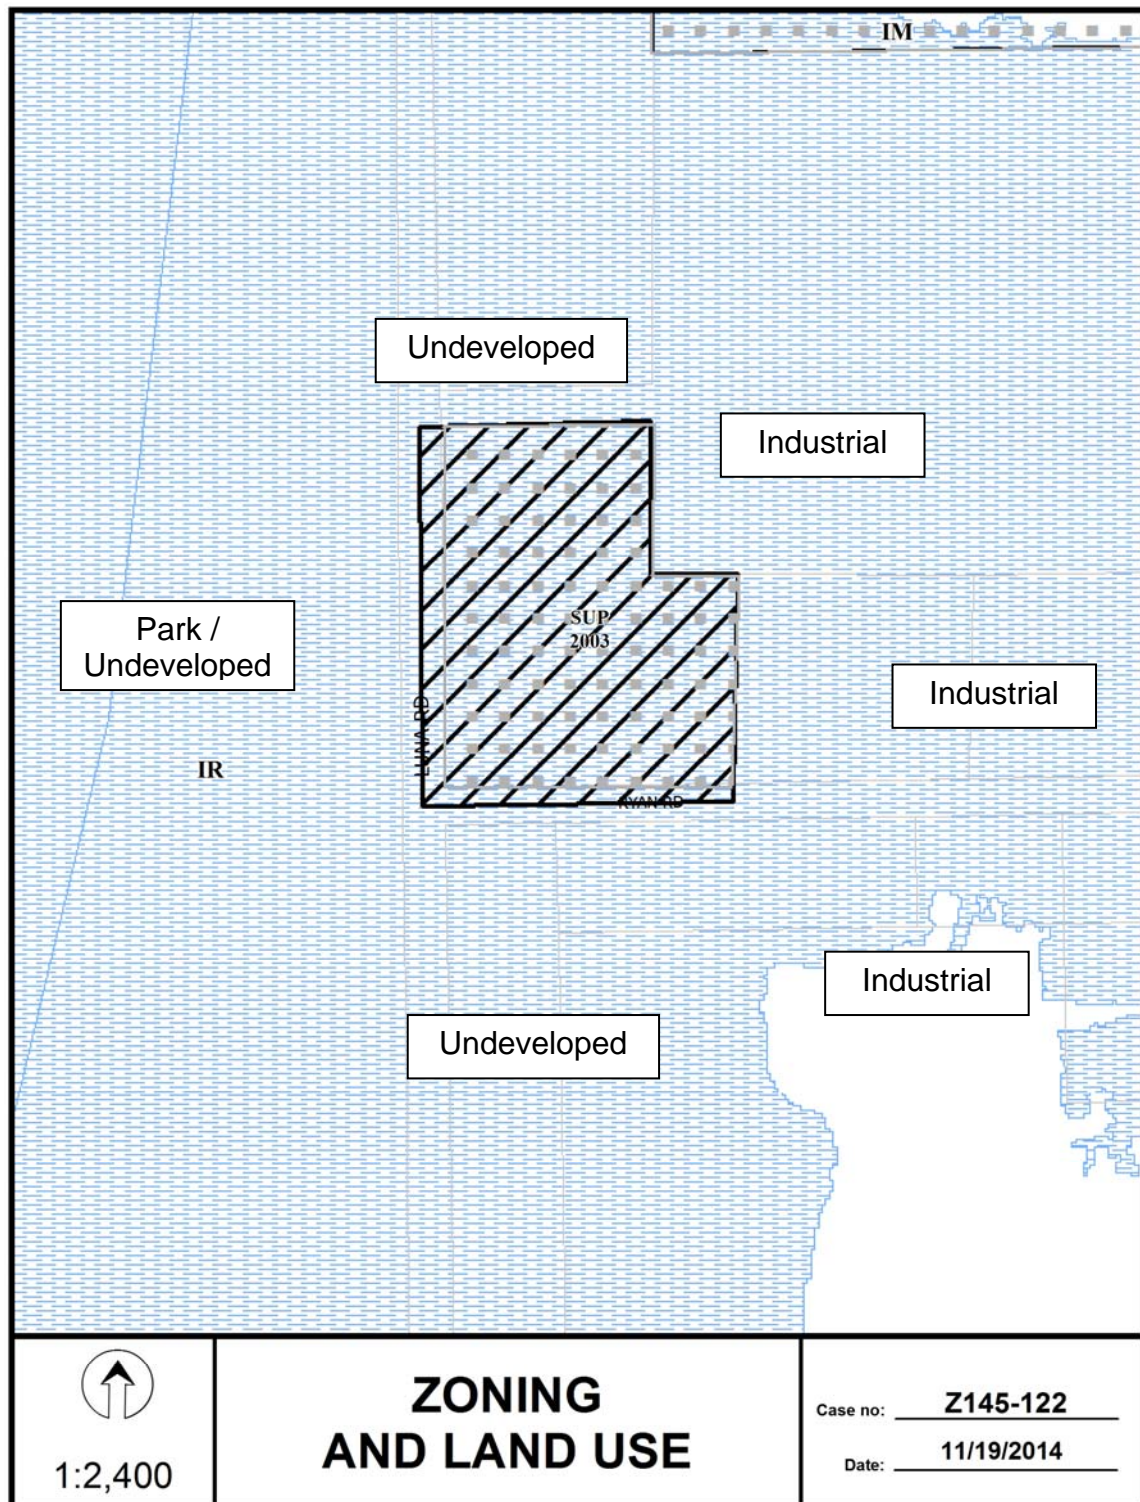 IM
Undeveloped
Industrial
SUP
2003
Park /
Undeveloped
Industrial
LUNA RD
IR
RYAN RD
Industrial
Undeveloped
1:2,400
ZONING
AND LAND USE
Case no: Z145-122
Date: 11/19/2014